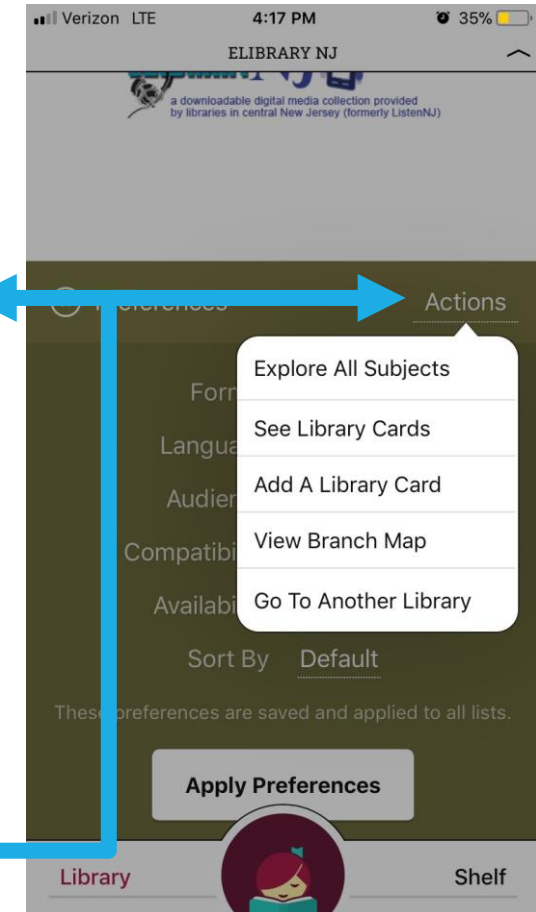 Verizon LTE 4:17 PM 35%
ELIBRARY NJ
a downloadable digital media collection provided
by libraries in central New Jersey (formerly ListenNJ)
Actions
Explore All Subjects
See Library Cards
Add A Library Card
View Branch Map
Go To Another Library
Sort By Default
These preferences are saved and applied to all lists.
Apply Preferences
Library Shelf